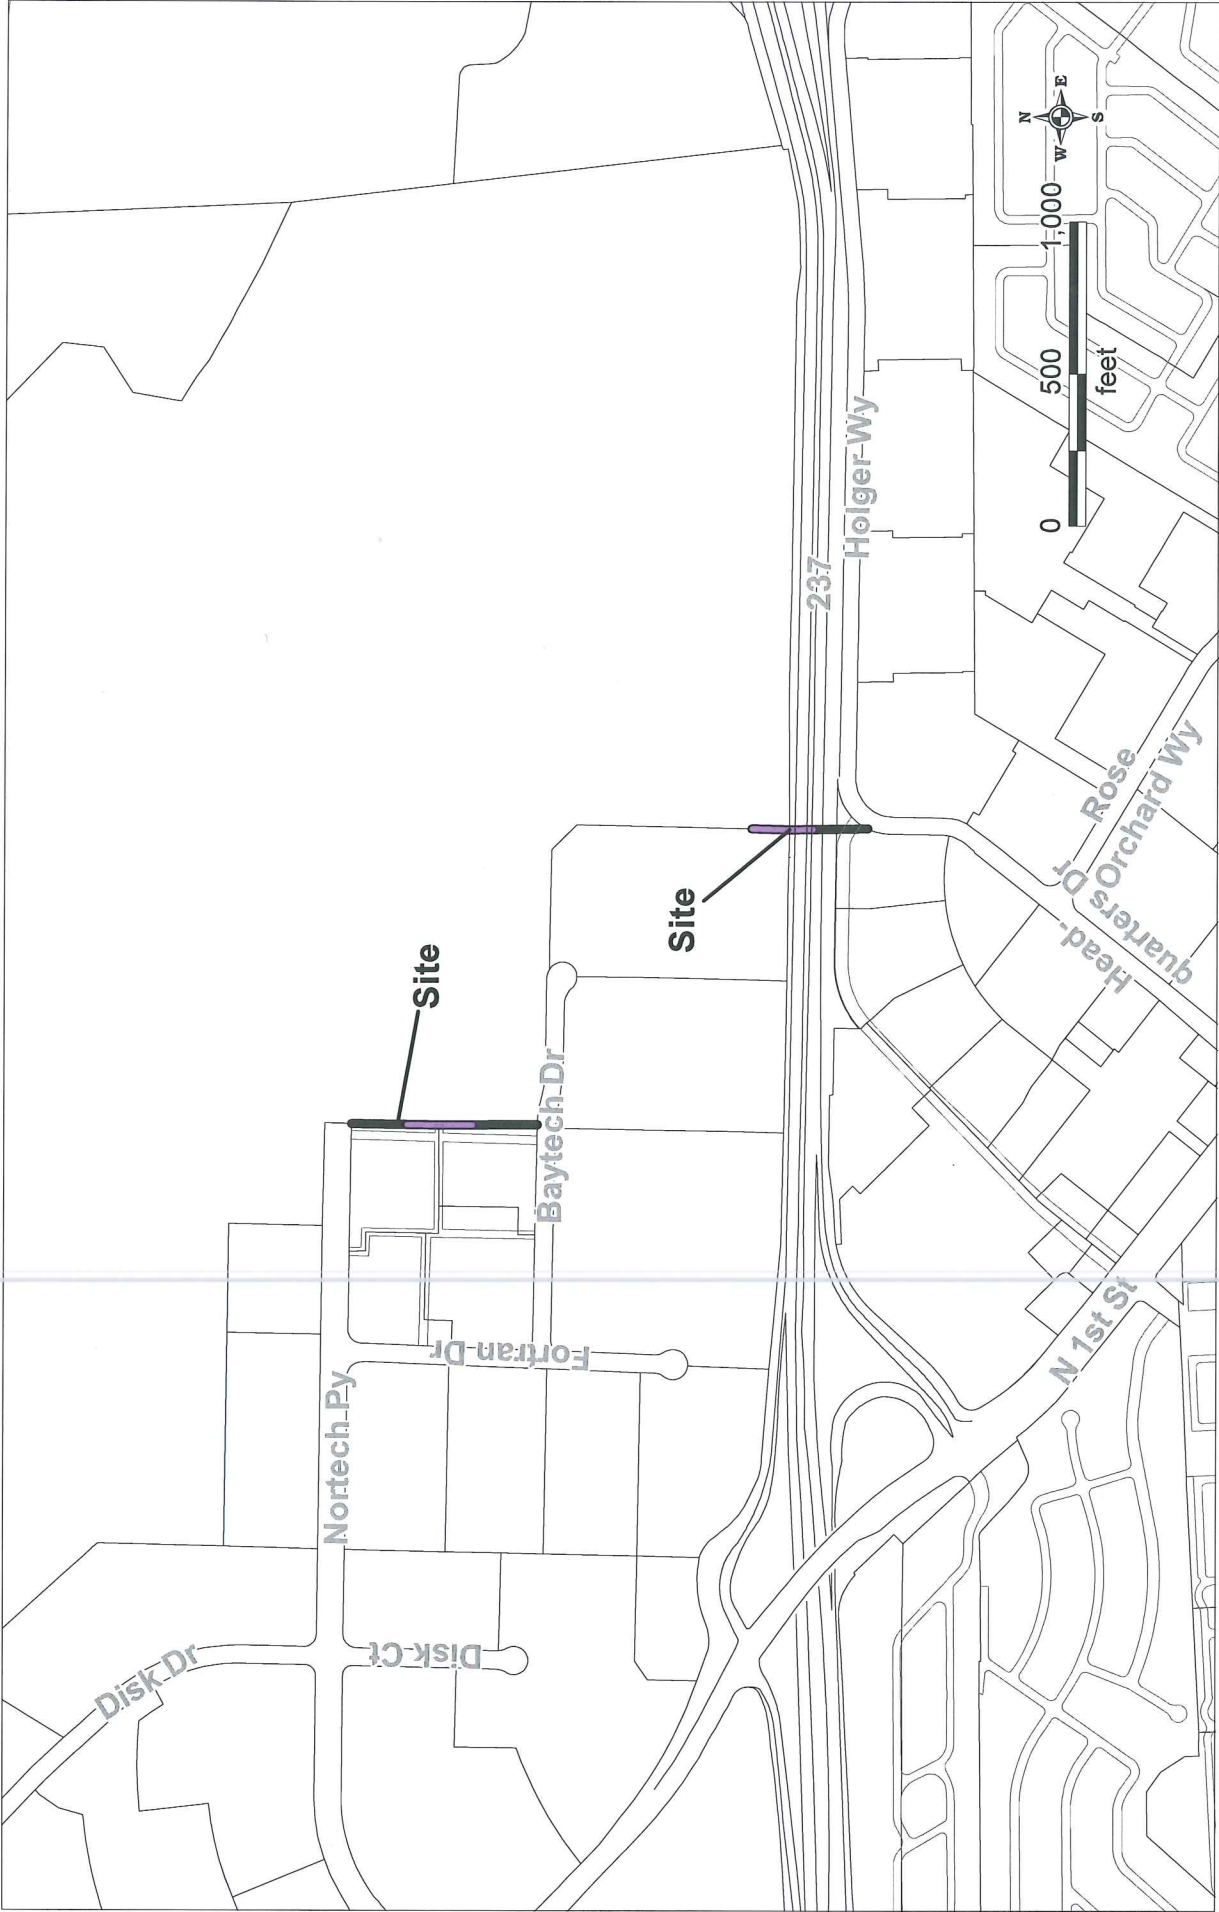 Disk Dr
Nortech Py
Disk Ct
Fortran Dr
Baytech Dr
Site
Site
237
Holger Wy
N 1st St
Head-
quarters Dr
Rose
Orchard Wy
0
500
1,000
feet
N
W
E
S